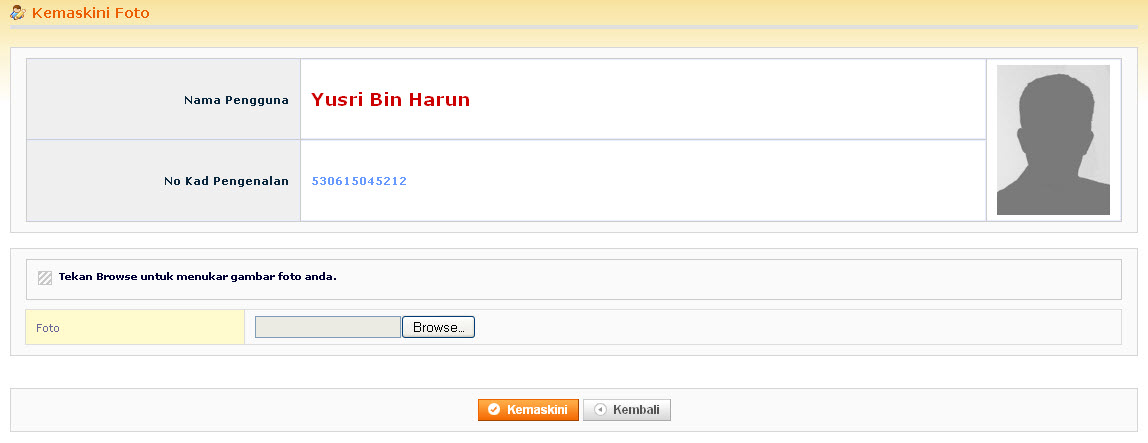 Kemaskini Foto
Nama Pengguna
Yusri Bin Harun
No Kad Pengenalan
530615045212
Tekan Browse untuk menukar gambar foto anda.
Foto
Browse...
Kemaskini
Kembali